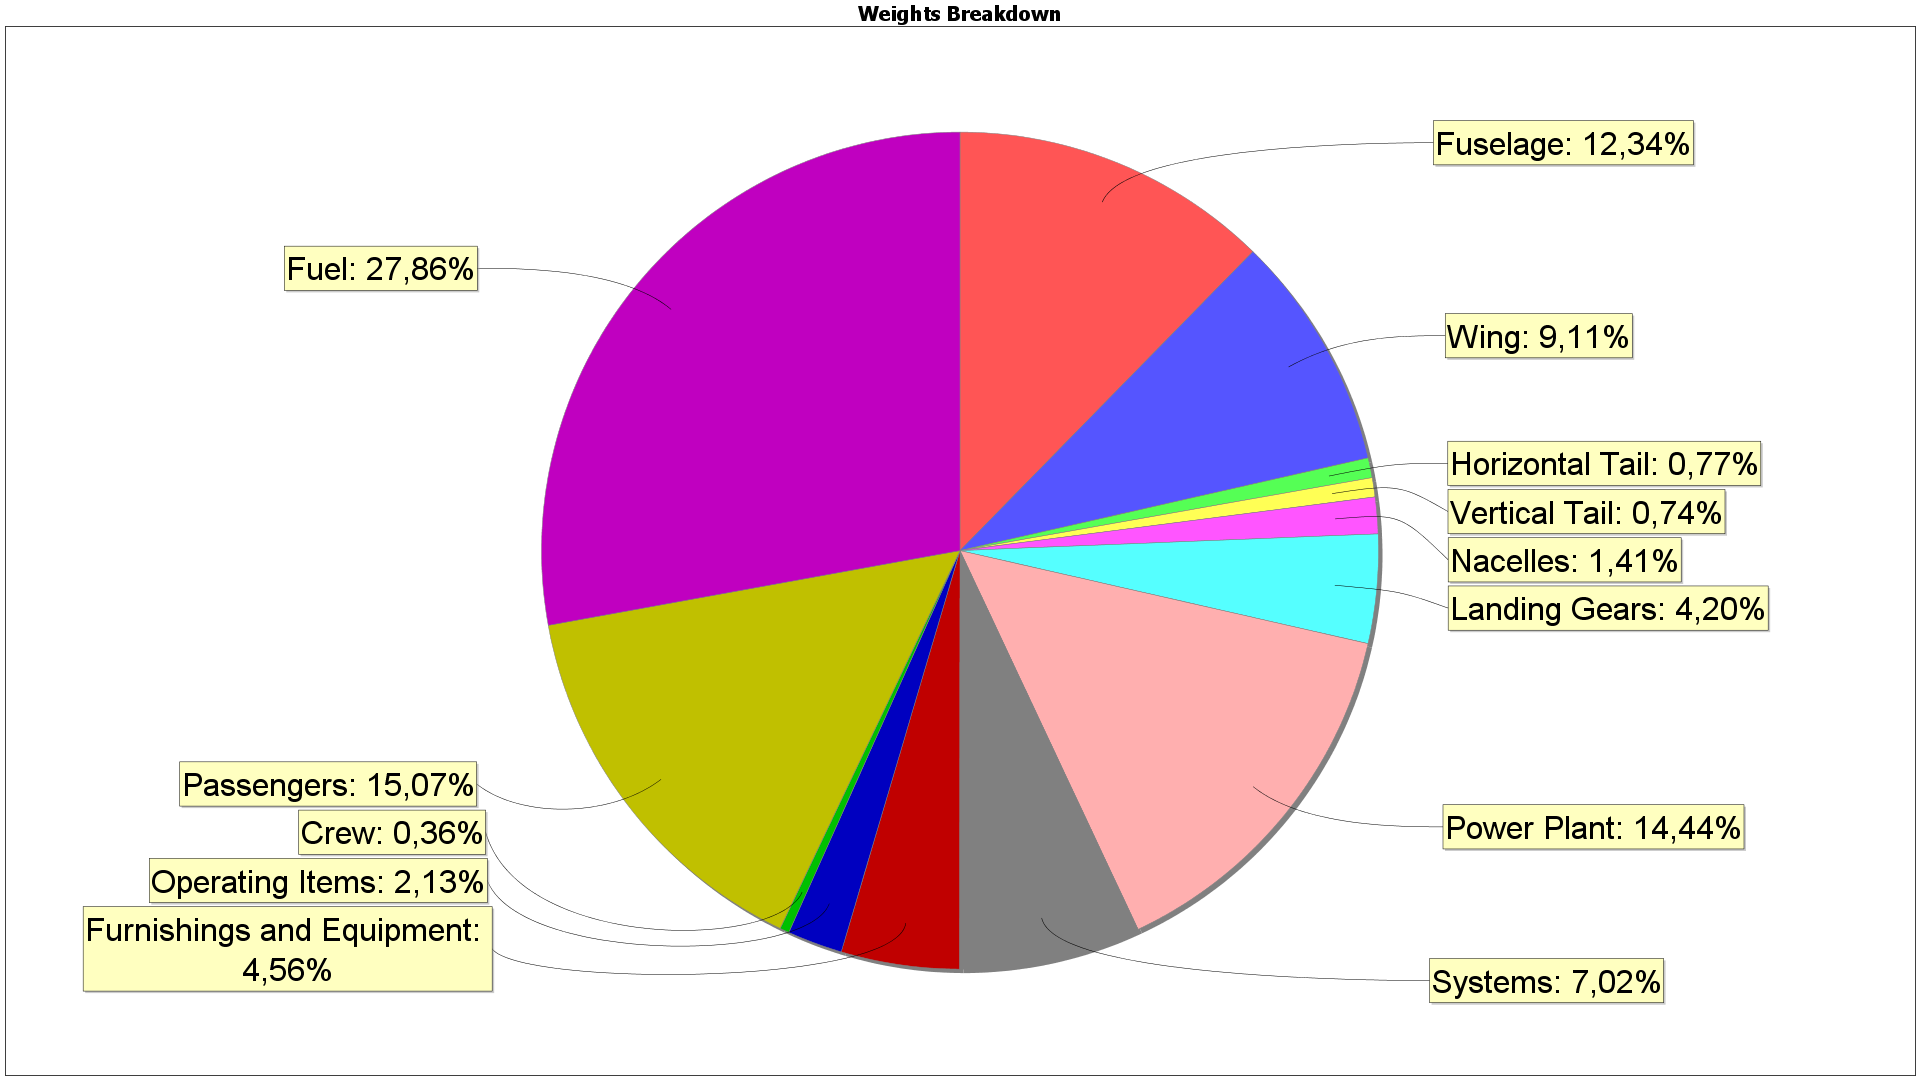 Weights Breakdown
Fuselage: 12,34%
Fuel: 27,86%
Wing: 9,11%
Horizontal Tail: 0,77%
Vertical Tail: 0,74%
Nacelles: 1,41%
Landing Gears: 4,20%
Passengers: 15,07%
Crew: 0,36%
Operating Items: 2,13%
Furnishings and Equipment:
4,56%
Power Plant: 14,44%
Systems: 7,02%